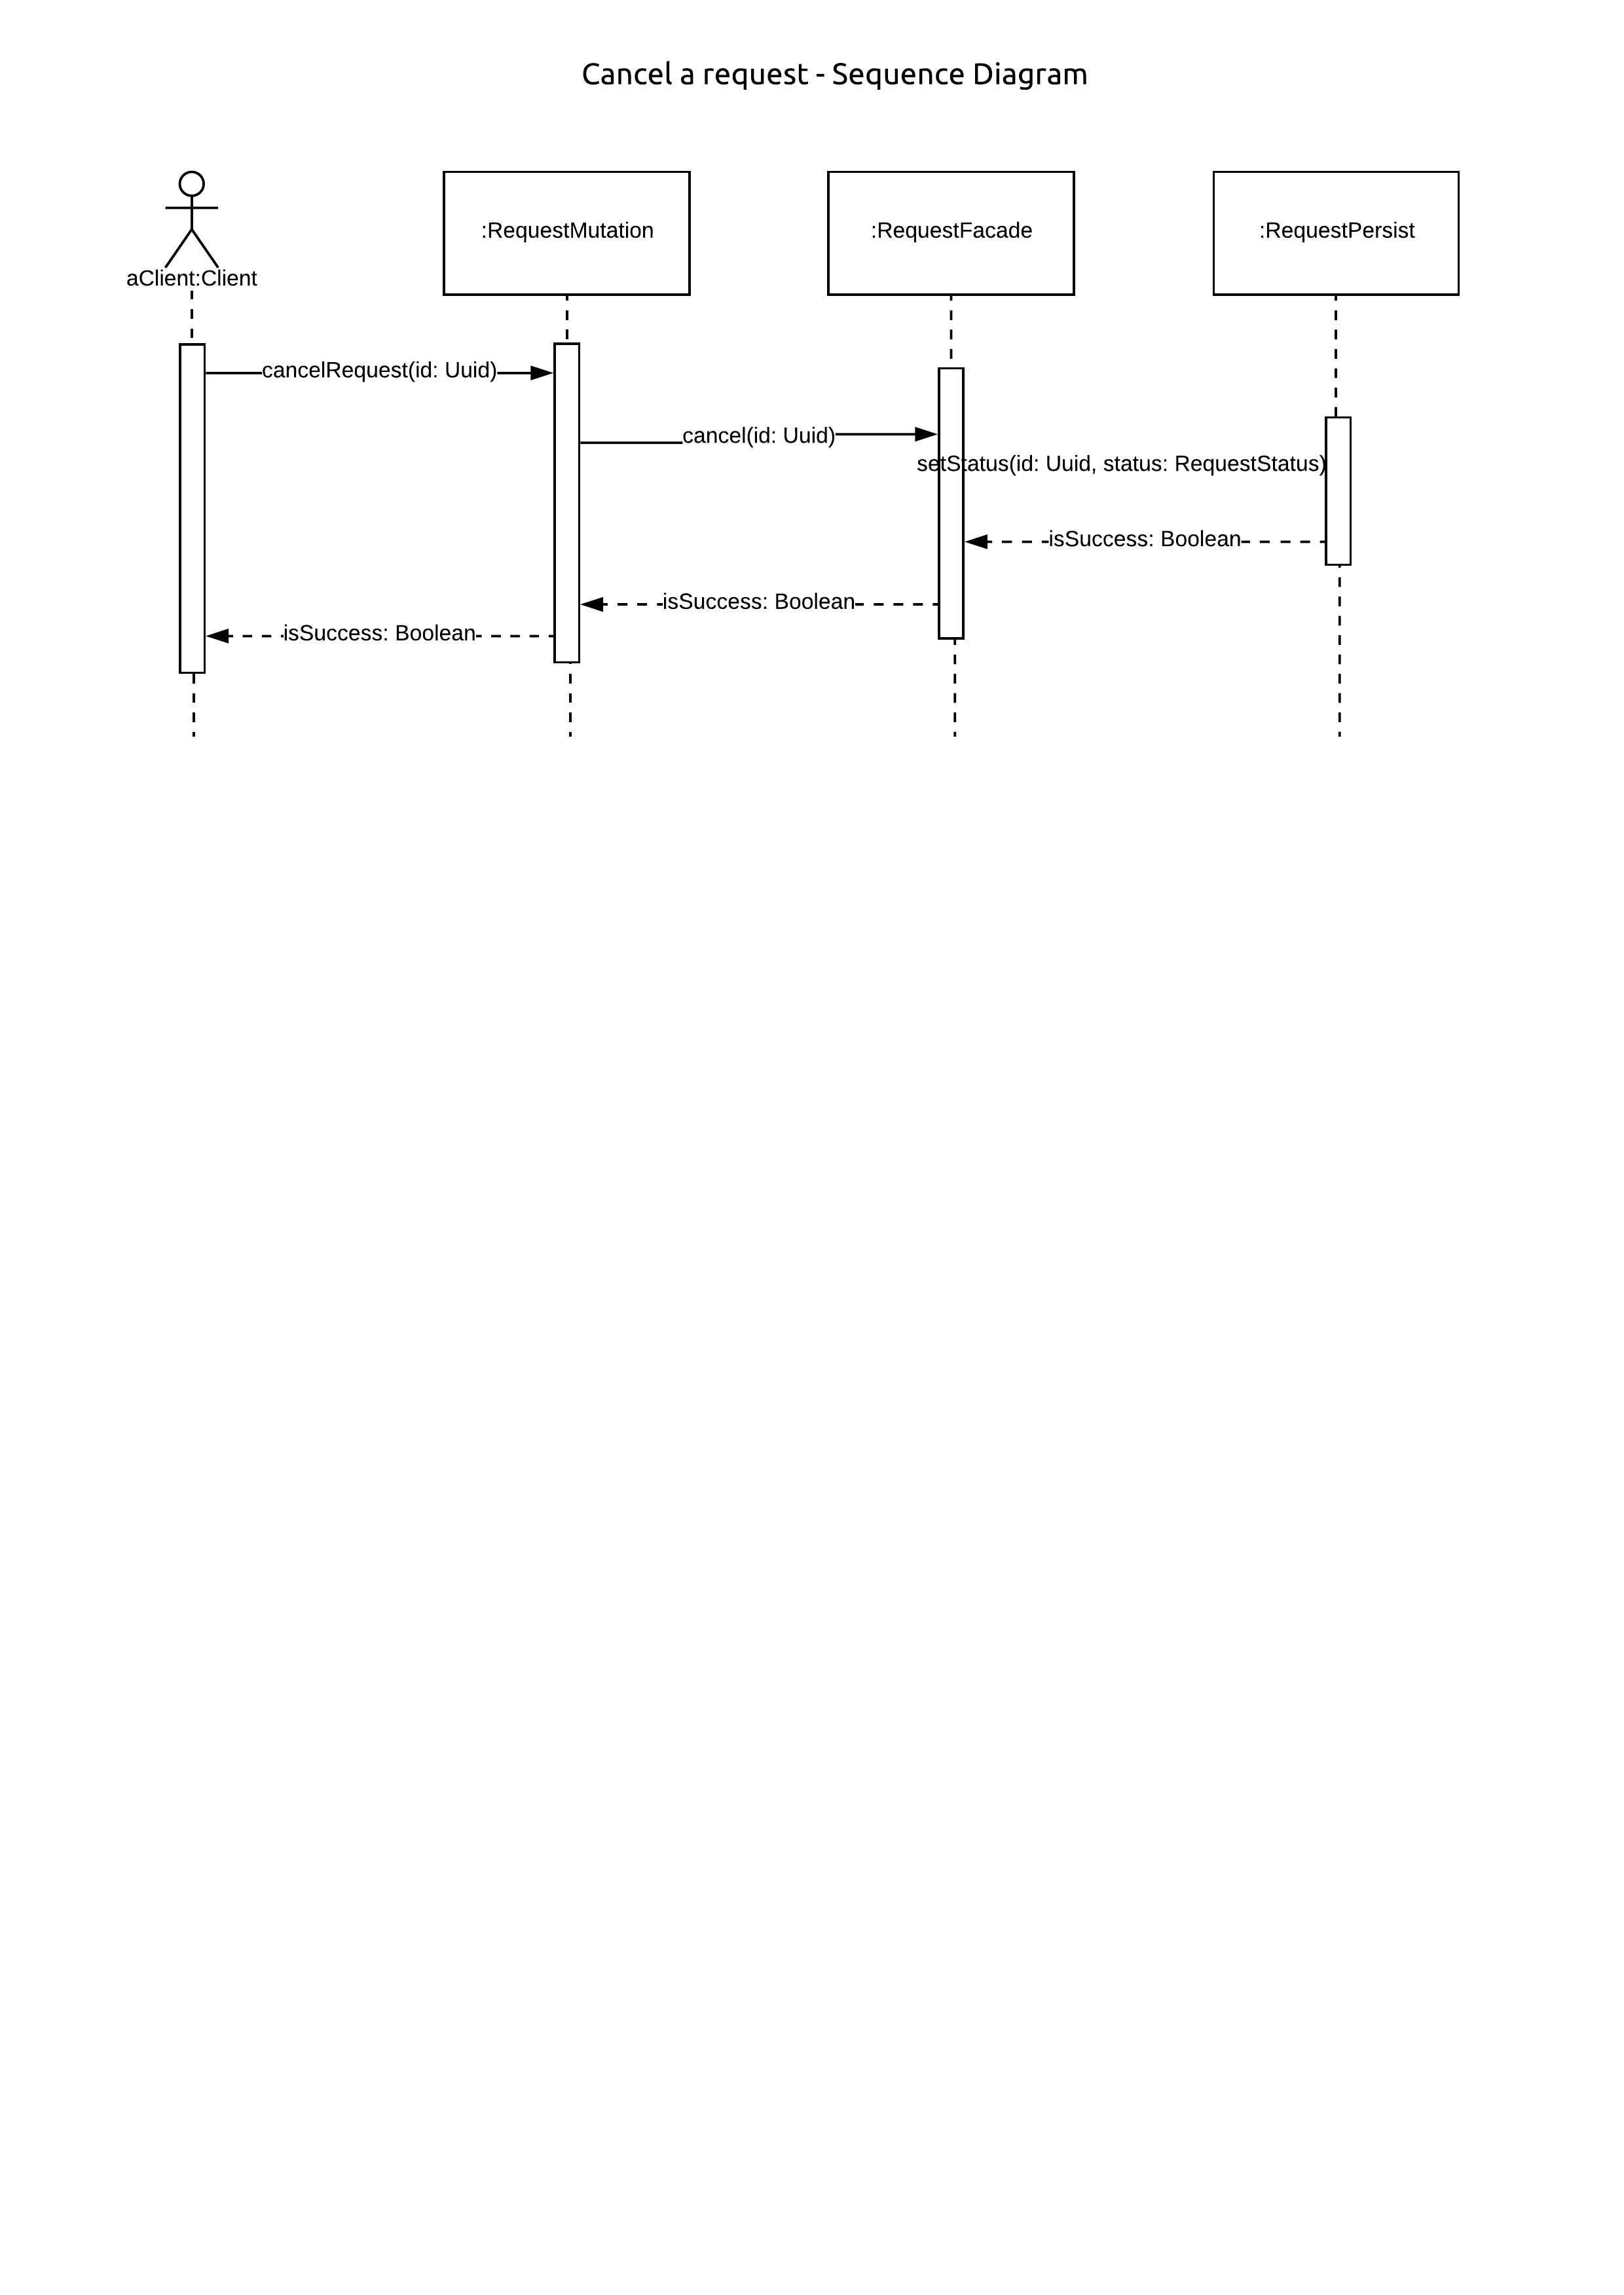 Cancel a request - Sequence Diagram
aClient:Client
:RequestMutation
:RequestFacade
:RequestPersist
cancelRequest(id: Uuid)
cancel(id: Uuid)
setStatus(id: Uuid, status: RequestStatus)
isSuccess: Boolean
isSuccess: Boolean
isSuccess: Boolean